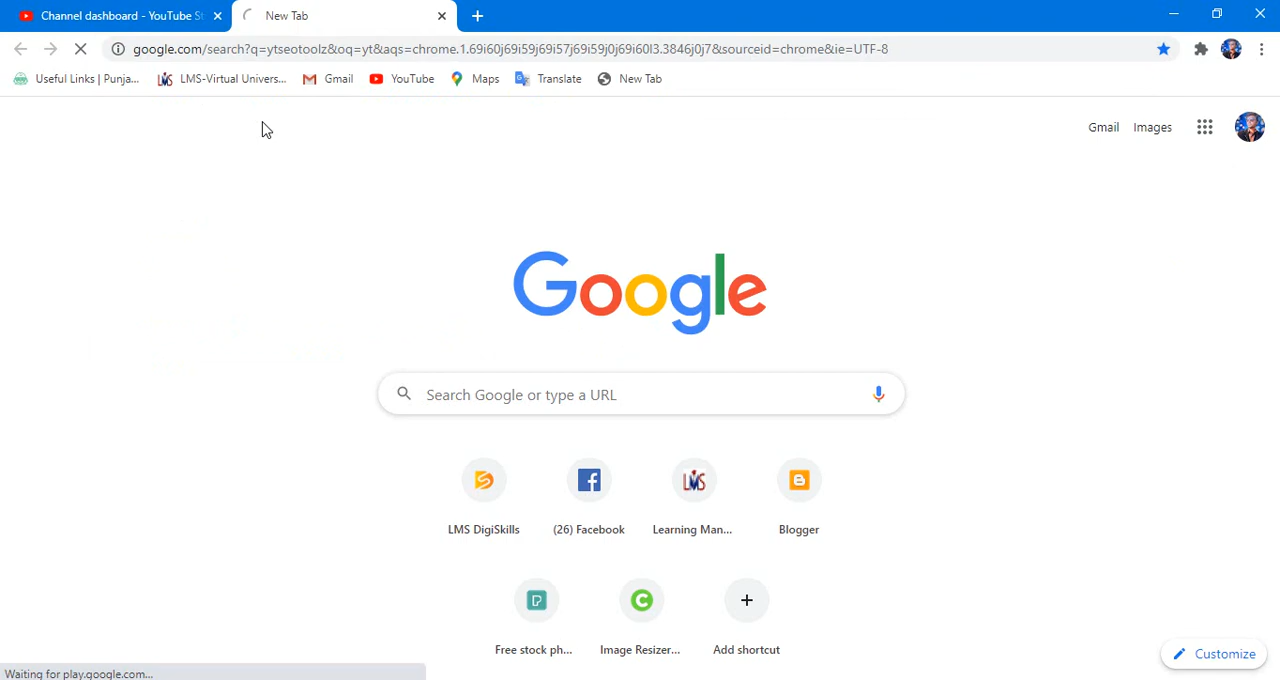 Channel dashboard - YouTube St
New Tab
google.com/search?q=ytseotoolz&oq=yt&aqs=chrome.1.69i60j69i59j69i57j69i59j0j69i60l3.3846j0j7&sourceid=chrome&ie=UTF-8
Useful Links | Punja... LMS-Virtual Univers... Gmail YouTube Maps Translate New Tab
Gmail Images
Google
Search Google or type a URL
LMS DigiSkills (26) Facebook Learning Man... Blogger
Free stock ph... Image Resizer... Add shortcut
Customize
Waiting for play.google.com...